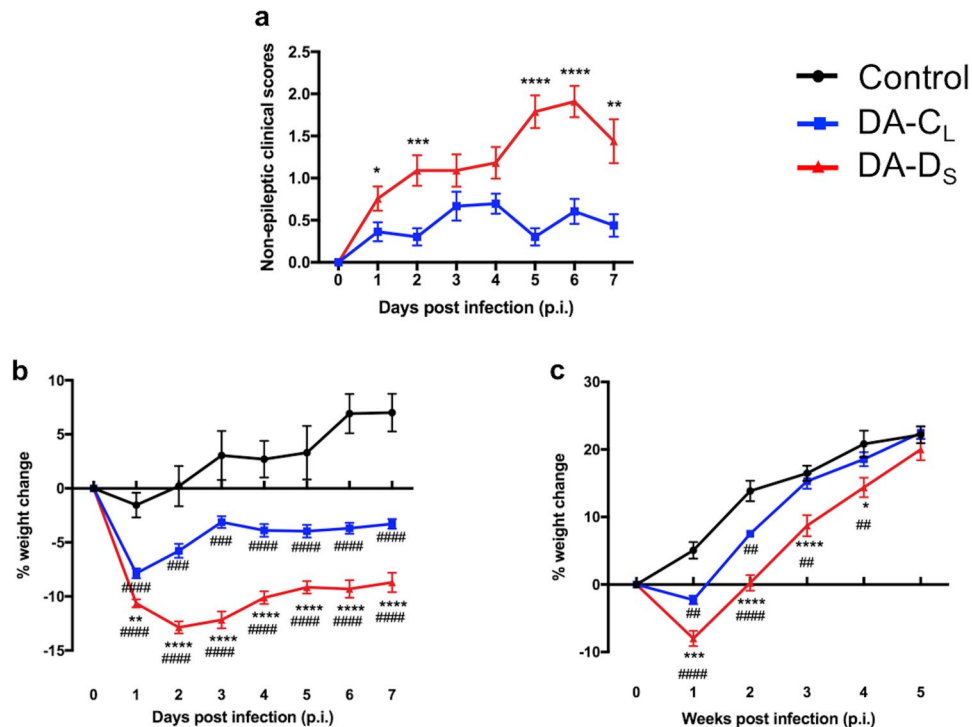 a
2.5
2.0
1.5
1.0
0.5
0.0
Non-epileptic clinical scores
*
***
****
****
**
0 1 2 3 4 5 6 7
Days post infection (p.i.)
Control
DA-CL
DA-DS
b
10
5
0
-5
-10
-15
% weight change
#### ### ### #### #### #### ####
** **** **** **** **** **** ****
#### #### #### #### #### #### ####
0 1 2 3 4 5 6 7
Days post infection (p.i.)
c
30
20
10
0
-10
% weight change
## ##
*** **** **** *
#### #### ## ##
0 1 2 3 4 5
Weeks post infection (p.i.)